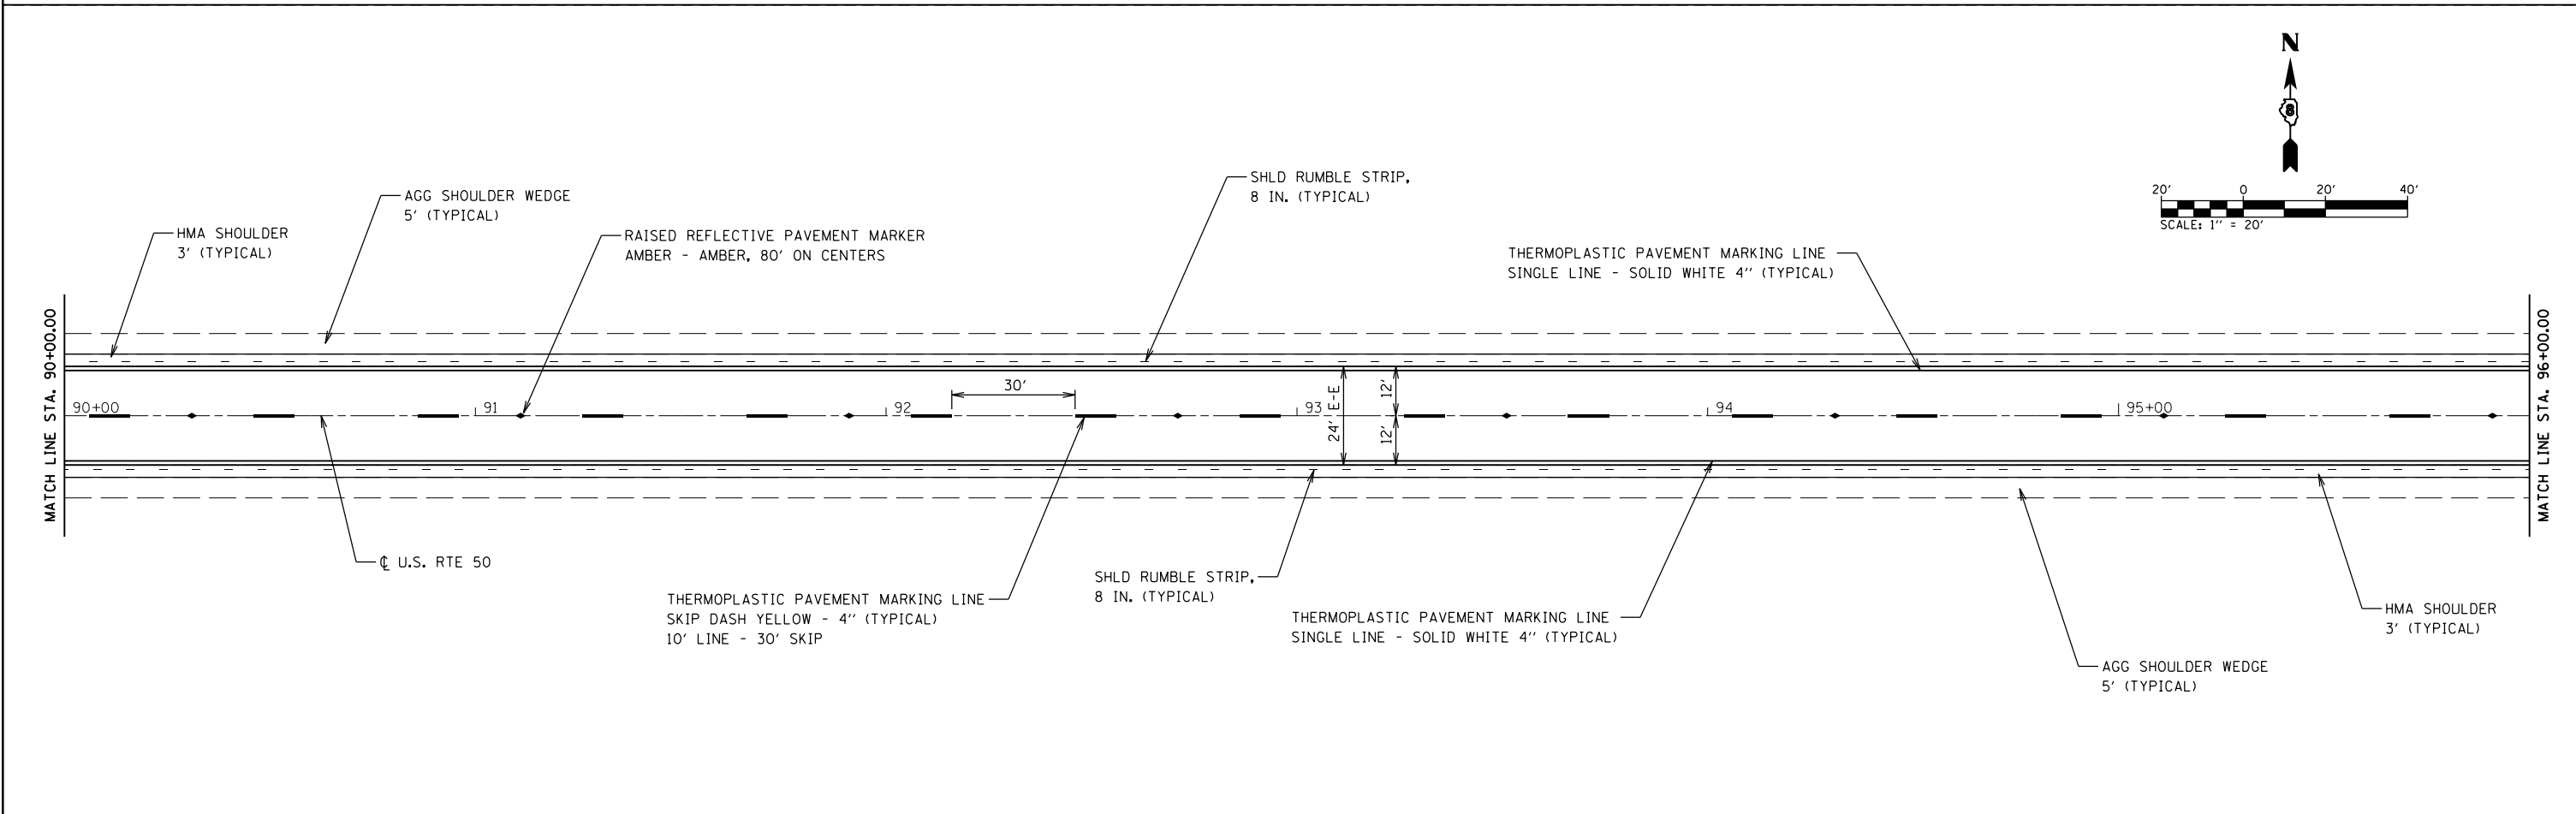 N
8
20' 0 20' 40'
SCALE: 1'' = 20'
SHLD RUMBLE STRIP,
8 IN. (TYPICAL)
AGG SHOULDER WEDGE
5' (TYPICAL)
HMA SHOULDER
3' (TYPICAL)
RAISED REFLECTIVE PAVEMENT MARKER
AMBER - AMBER, 80' ON CENTERS
THERMOPLASTIC PAVEMENT MARKING LINE
SINGLE LINE - SOLID WHITE 4'' (TYPICAL)
MATCH LINE STA. 90+00.00
MATCH LINE STA. 96+00.00
30'
24' E-E
12'
12'
90+00 91 92 93 94 95+00
℄ U.S. RTE 50
THERMOPLASTIC PAVEMENT MARKING LINE
SKIP DASH YELLOW - 4'' (TYPICAL)
10' LINE - 30' SKIP
SHLD RUMBLE STRIP,
8 IN. (TYPICAL)
THERMOPLASTIC PAVEMENT MARKING LINE
SINGLE LINE - SOLID WHITE 4'' (TYPICAL)
HMA SHOULDER
3' (TYPICAL)
AGG SHOULDER WEDGE
5' (TYPICAL)